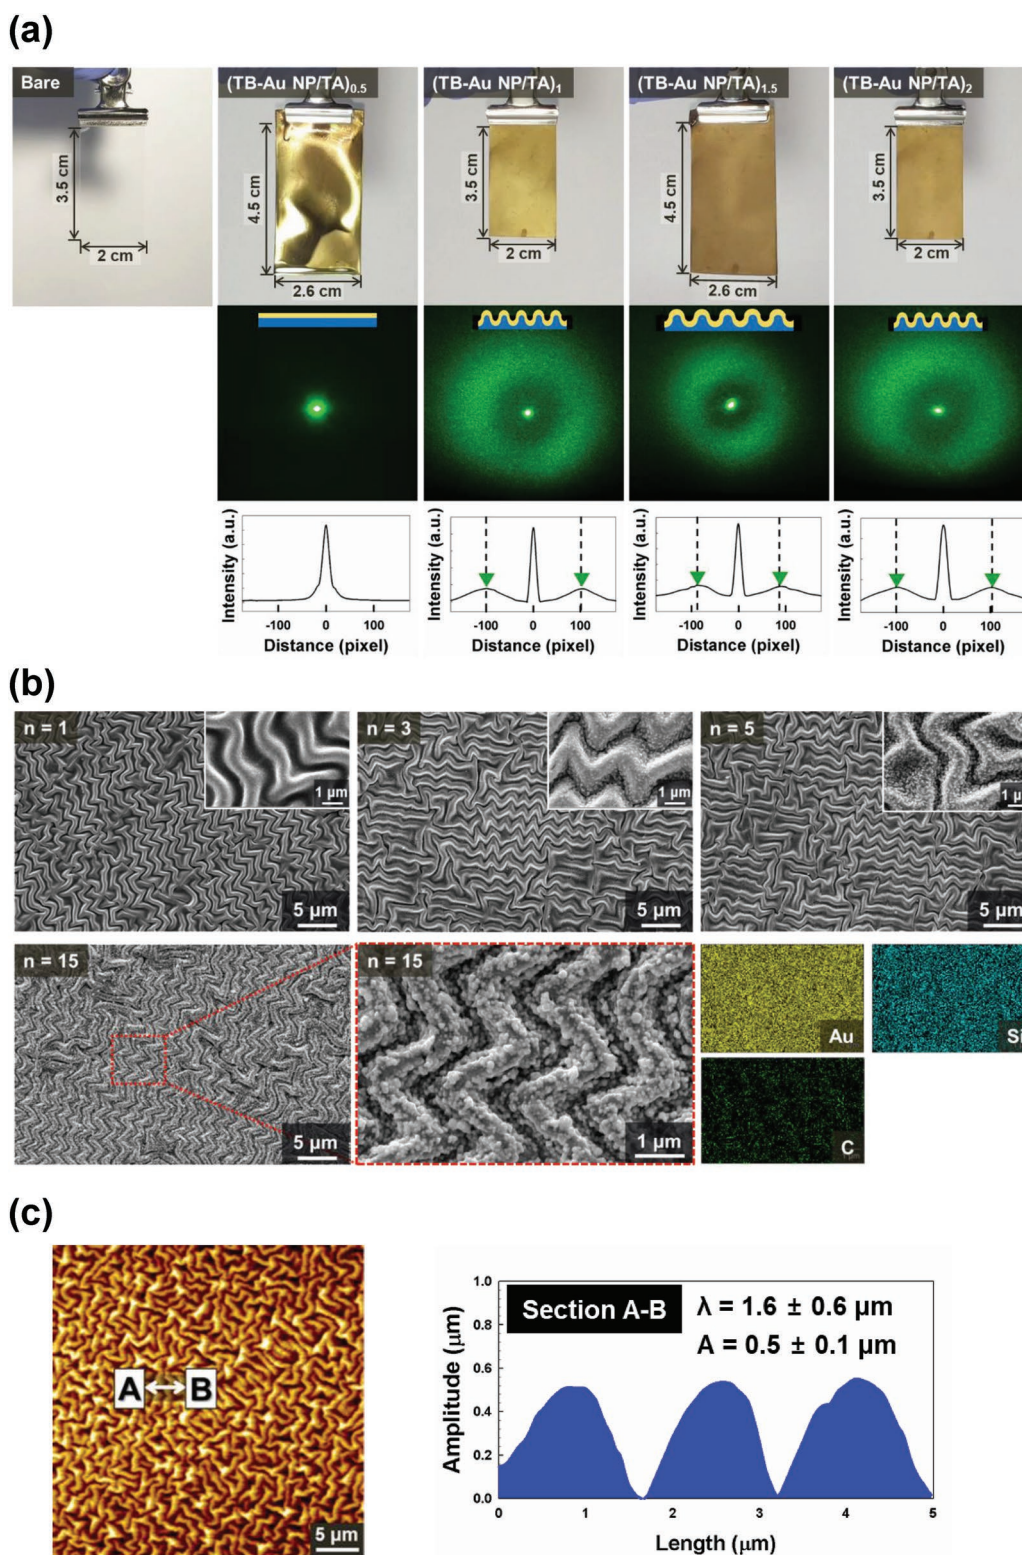 (a)
Bare
(TB-Au NP/TA)0.5
(TB-Au NP/TA)1
(TB-Au NP/TA)1.5
(TB-Au NP/TA)2
3.5 cm
2 cm
4.5 cm
2.6 cm
3.5 cm
2 cm
4.5 cm
2.6 cm
3.5 cm
2 cm
Intensity (a.u.)
-100 0 100
Distance (pixel)
Intensity (a.u.)
-100 0 100
Distance (pixel)
Intensity (a.u.)
-100 0 100
Distance (pixel)
Intensity (a.u.)
-100 0 100
Distance (pixel)
(b)
n = 1
1 μm
5 μm
n = 3
1 μm
5 μm
n = 5
1 μm
5 μm
n = 15
5 μm
n = 15
1 μm
Au
Si
C
(c)
A B
5 μm
Amplitude (μm)
1.0
0.8
0.6
0.4
0.2
0.0
Section A-B
λ = 1.6 ± 0.6 μm
A = 0.5 ± 0.1 μm
0 1 2 3 4 5
Length (μm)